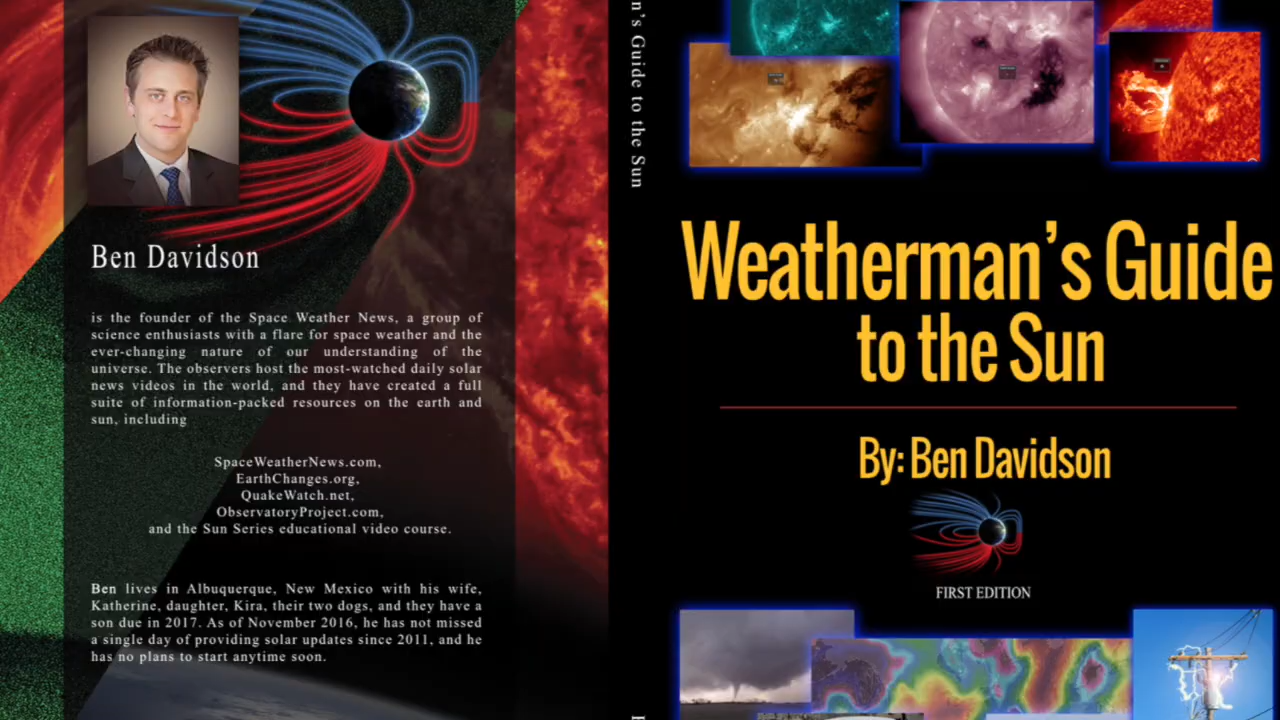 Ben Davidson
is the founder of the Space Weather News, a group of
science enthusiasts with a flare for space weather and the
ever-changing nature of our understanding of the
universe. The observers host the most-watched daily solar
news videos in the world, and they have created a full
suite of information-packed resources on the earth and
sun, including
SpaceWeatherNews.com,
EarthChanges.org,
QuakeWatch.net,
ObservatoryProject.com,
and the Sun Series educational video course.
Ben lives in Albuquerque, New Mexico with his wife,
Katherine, daughter, Kira, their two dogs, and they have a
son due in 2017. As of November 2016, he has not missed
a single day of providing solar updates since 2011, and he
has no plans to start anytime soon.
n's Guide to the Sun
Weatherman's Guide
to the Sun
By: Ben Davidson
FIRST EDITION